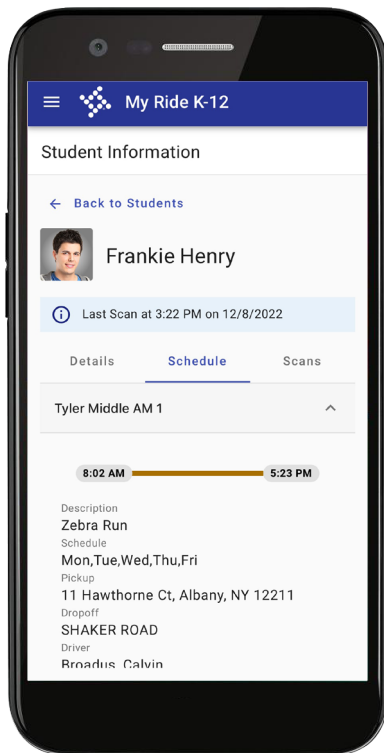 My Ride K-12
Student Information
Back to Students
Frankie Henry
Last Scan at 3:22 PM on 12/8/2022
Details Schedule Scans
Tyler Middle AM 1
8:02 AM 5:23 PM
Description
Zebra Run
Schedule
Mon,Tue,Wed,Thu,Fri
Pickup
11 Hawthorne Ct, Albany, NY 12211
Dropoff
SHAKER ROAD
Driver
Broadus, Calvin